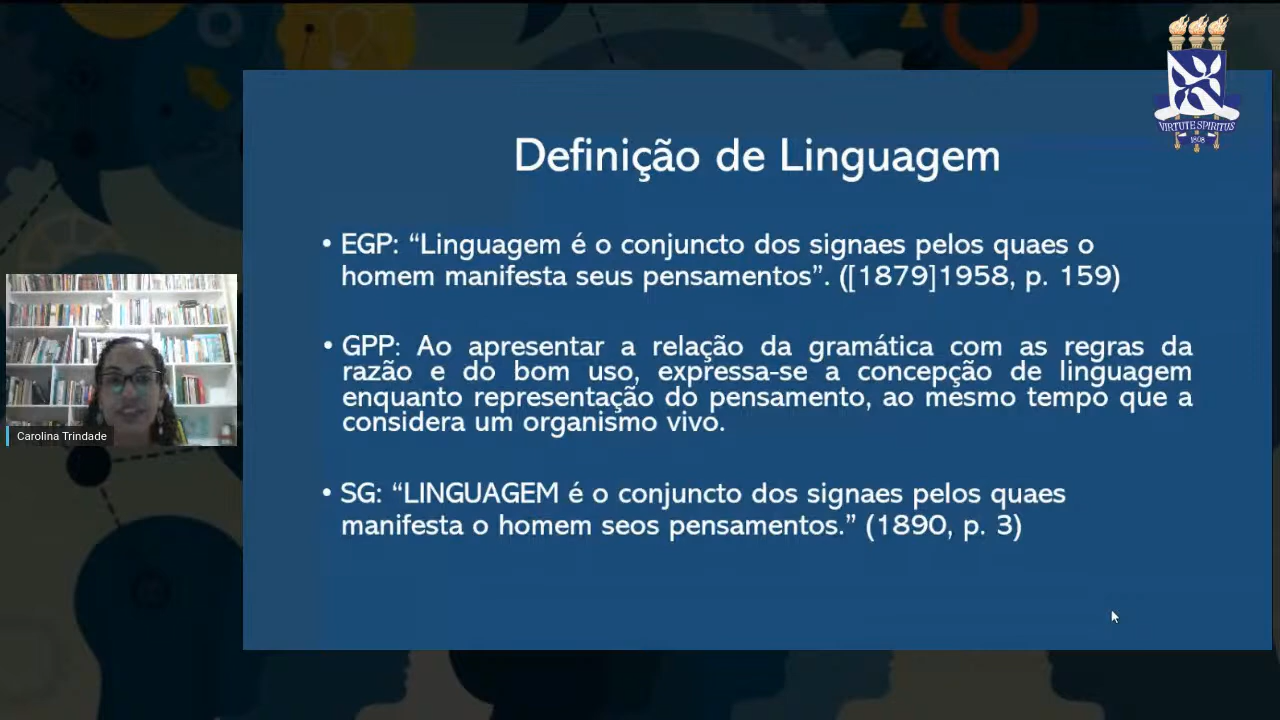 VIRTUTE SPIRITUS
1808
Definição de Linguagem
• EGP: “Linguagem é o conjuncto dos signaes pelos quaes o
homem manifesta seus pensamentos”. ([1879]1958, p. 159)
• GPP: Ao apresentar a relação da gramática com as regras da
razão e do bom uso, expressa-se a concepção de linguagem
enquanto representação do pensamento, ao mesmo tempo que a
considera um organismo vivo.
• SG: “LINGUAGEM é o conjuncto dos signaes pelos quaes
manifesta o homem seos pensamentos.” (1890, p. 3)
Carolina Trindade